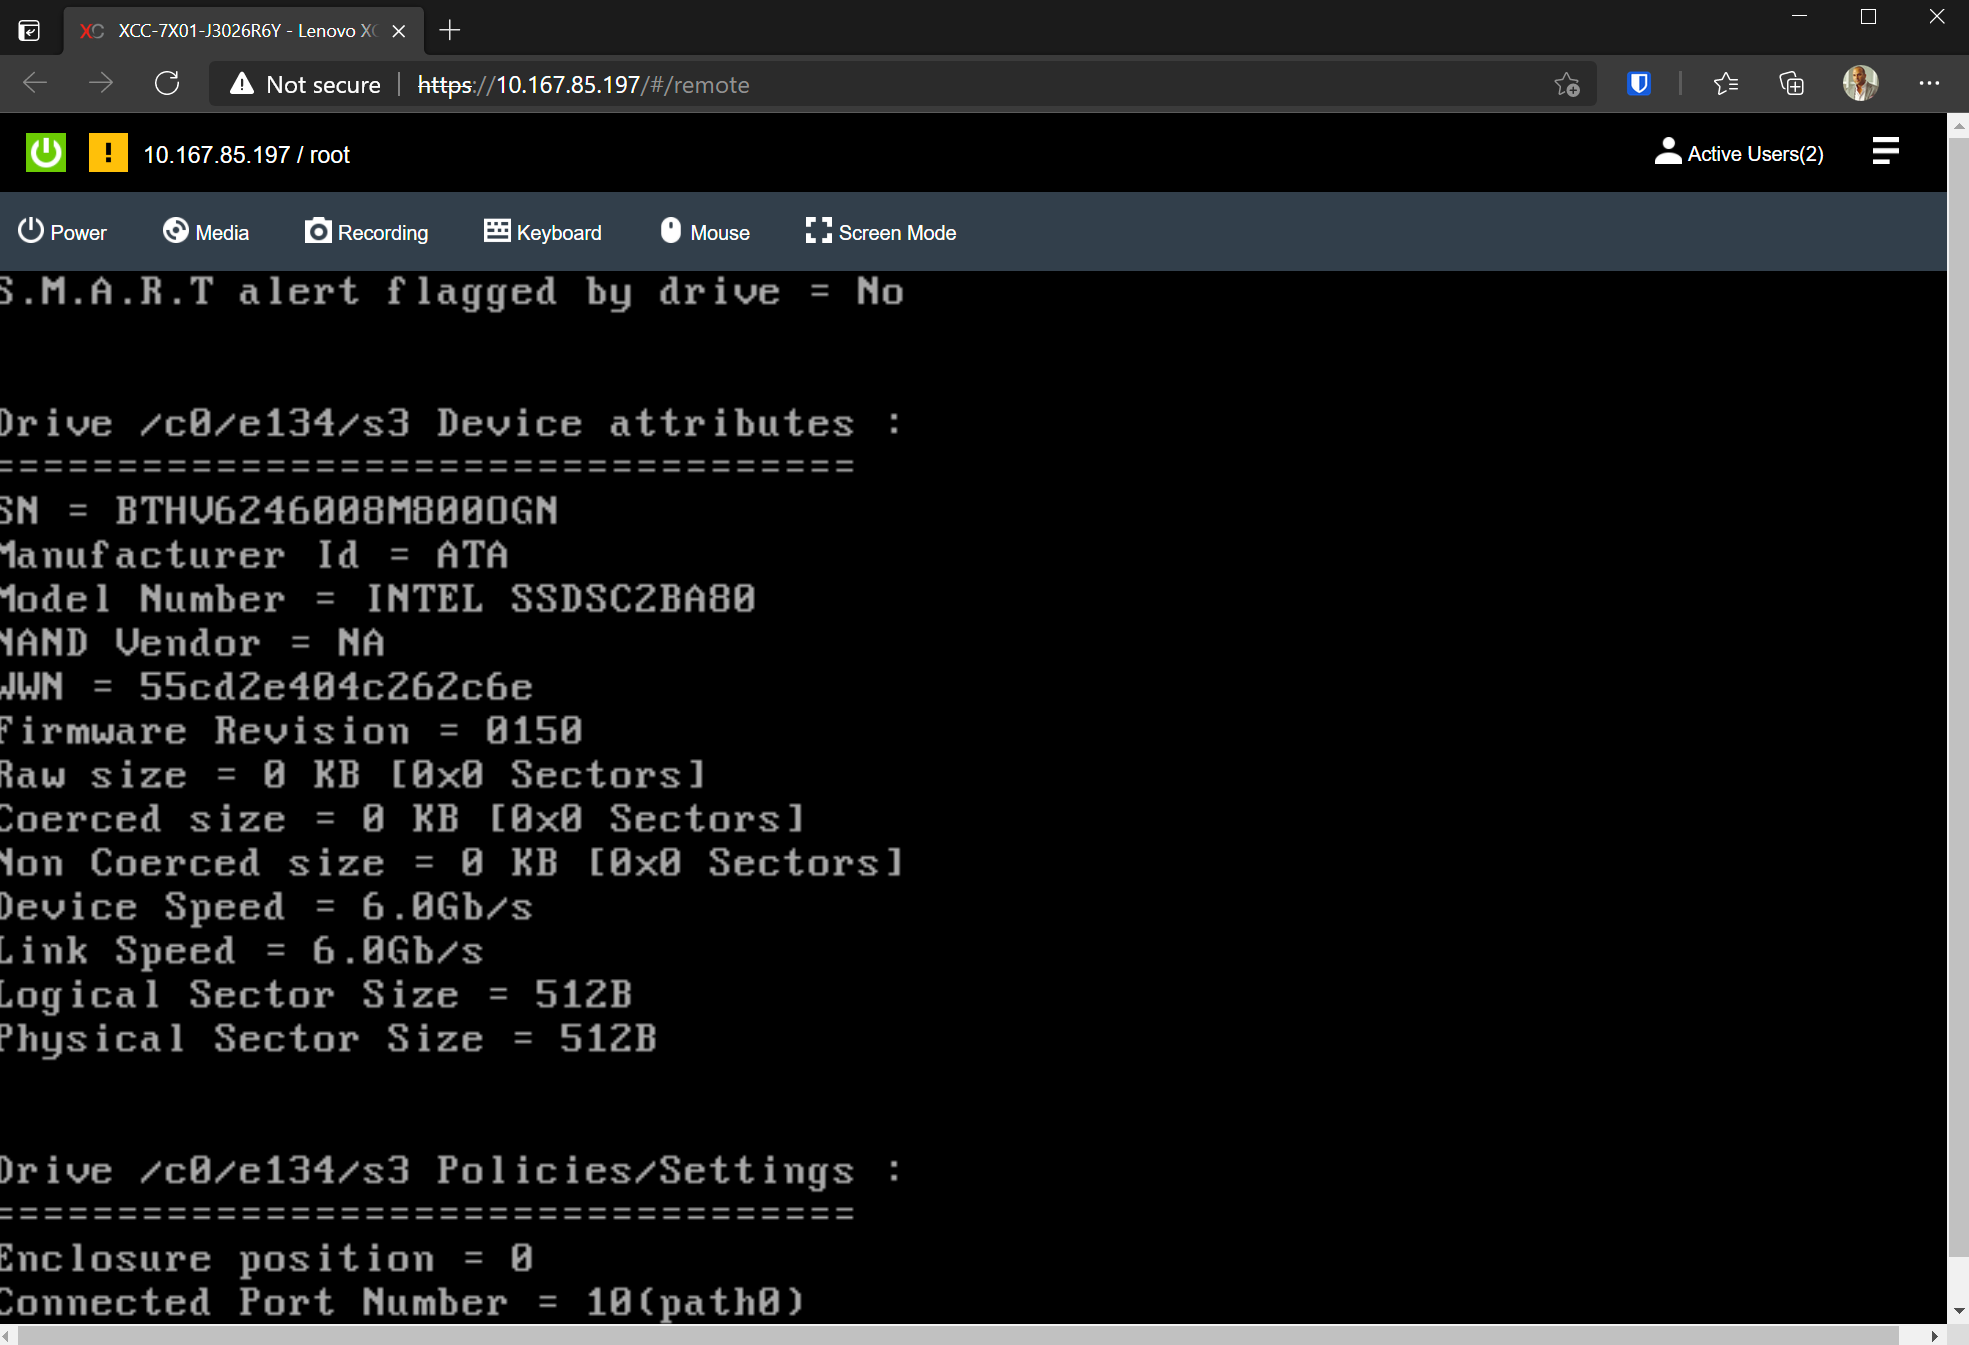 XCC-7X01-J3026R6Y - Lenovo XC
Not secure
https://10.167.85.197/#/remote
10.167.85.197 / root
Active Users(2)
Power
Media
Recording
Keyboard
Mouse
Screen Mode
S.M.A.R.T alert flagged by drive = No
Drive /c0/e134/s3 Device attributes :
===================================
SN = BTHV6246008M800OGN
Manufacturer Id = ATA
Model Number = INTEL SSDSC2BA80
NAND Vendor = NA
WWN = 55cd2e404c262c6e
Firmware Revision = 0150
Raw size = 0 KB [0x0 Sectors]
Coerced size = 0 KB [0x0 Sectors]
Non Coerced size = 0 KB [0x0 Sectors]
Device Speed = 6.0Gb/s
Link Speed = 6.0Gb/s
Logical Sector Size = 512B
Physical Sector Size = 512B
Drive /c0/e134/s3 Policies/Settings :
===================================
Enclosure position = 0
Connected Port Number = 10(path0)